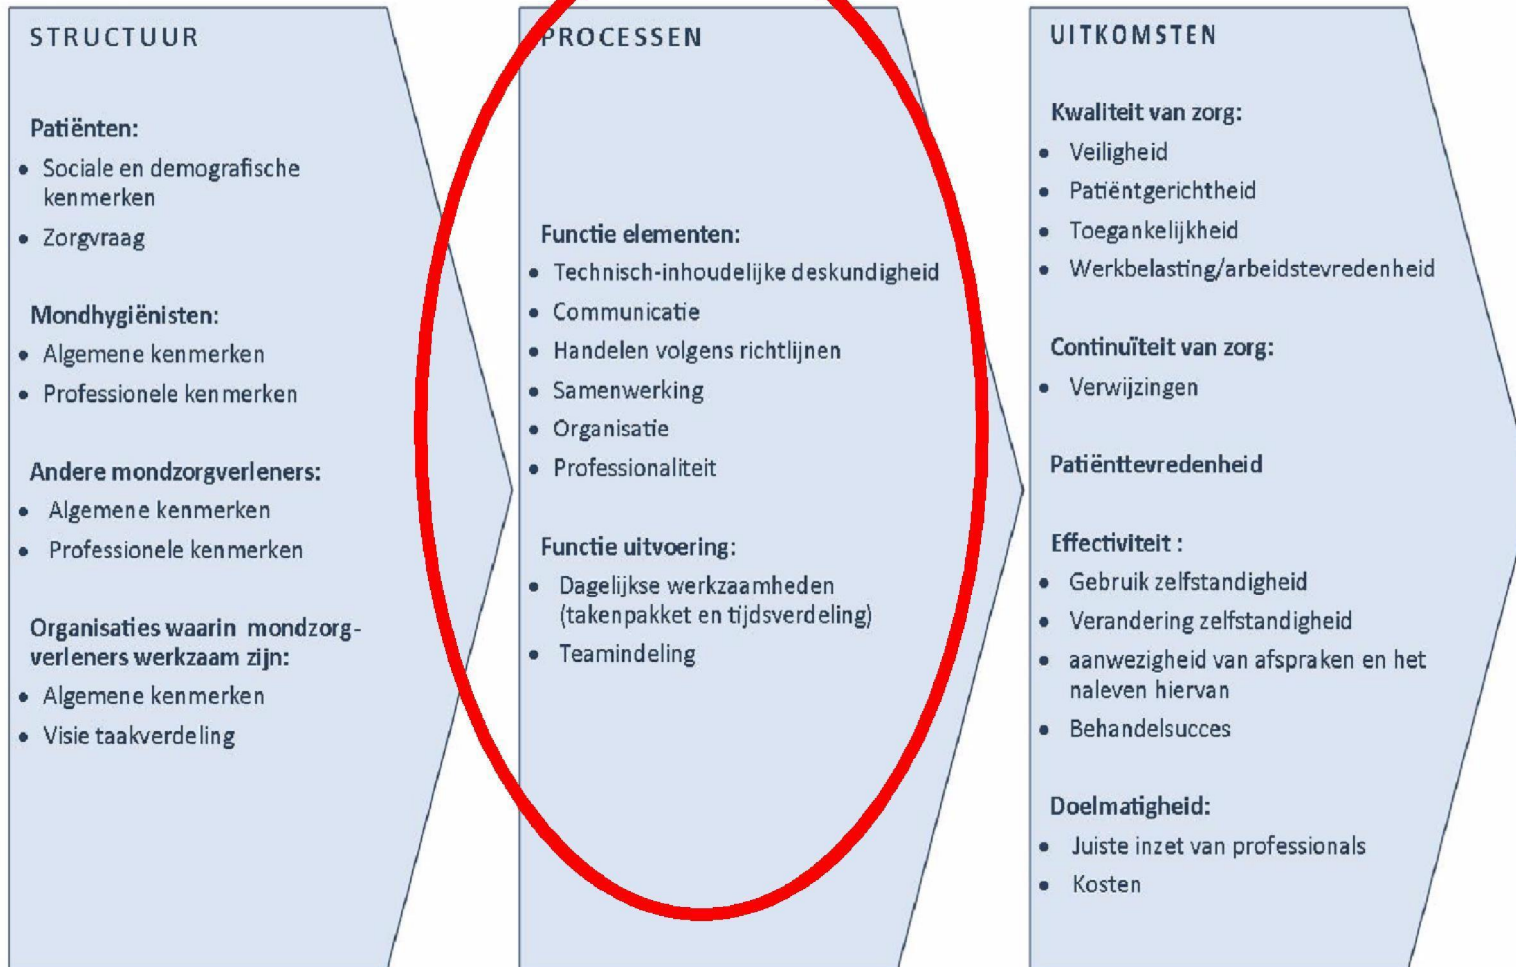 STRUCTUUR
Patiënten:
• Sociale en demografische
kenmerken
• Zorgvraag
Mondhygiënisten:
• Algemene kenmerken
• Professionele kenmerken
Andere mondzorgverleners:
• Algemene kenmerken
• Professionele kenmerken
Organisaties waarin mondzorg-
verleners werkzaam zijn:
• Algemene kenmerken
• Visie taakverdeling
PROCESSEN
Functie elementen:
• Technisch-inhoudelijke deskundigheid
• Communicatie
• Handelen volgens richtlijnen
• Samenwerking
• Organisatie
• Professionaliteit
Functie uitvoering:
• Dagelijkse werkzaamheden
(takenpakket en tijdsverdeling)
• Teamindeling
UITKOMSTEN
Kwaliteit van zorg:
• Veiligheid
• Patiëntgerichtheid
• Toegankelijkheid
• Werkbelasting/arbeidstevredenheid
Continuïteit van zorg:
• Verwijzingen
Patiënttevredenheid
Effectiviteit :
• Gebruik zelfstandigheid
• Verandering zelfstandigheid
• aanwezigheid van afspraken en het
naleven hiervan
• Behandelsucces
Doelmatigheid:
• Juiste inzet van professionals
• Kosten